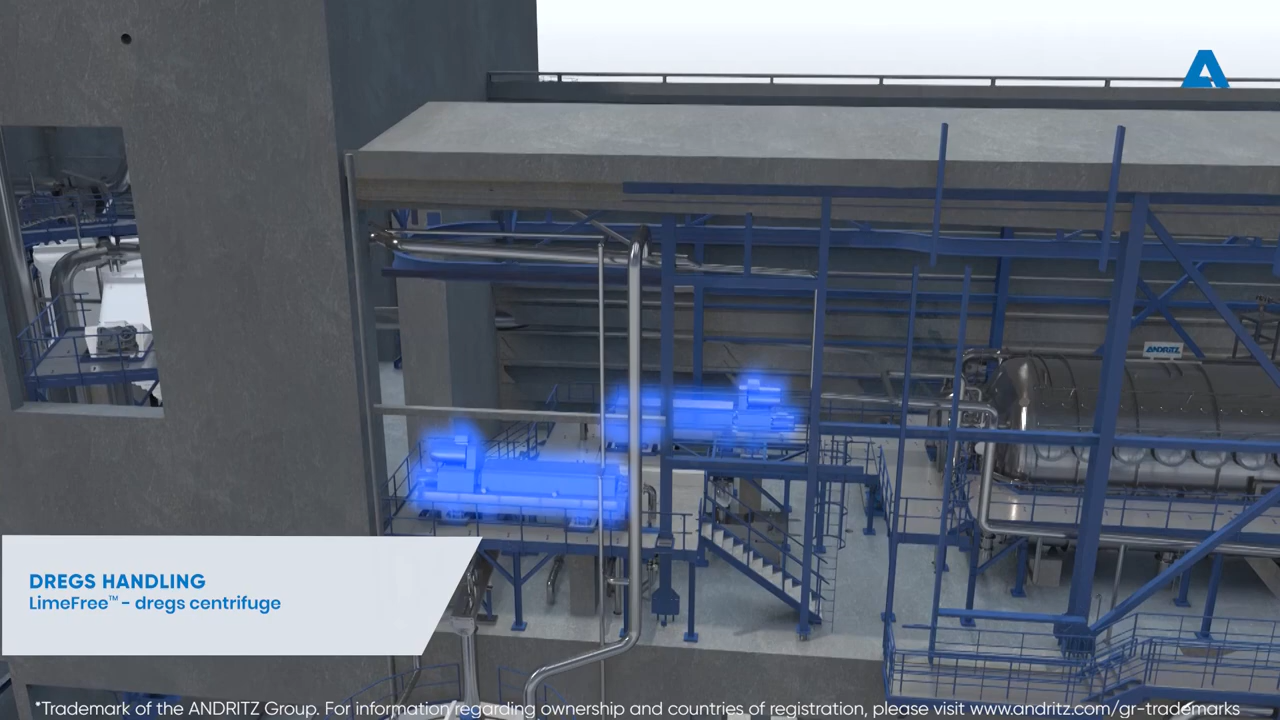 ANDRITZ
DREGS HANDLING
LimeFree™ - dregs centrifuge
*Trademark of the ANDRITZ Group. For information regarding ownership and countries of registration, please visit www.andritz.com/gr-trademarks